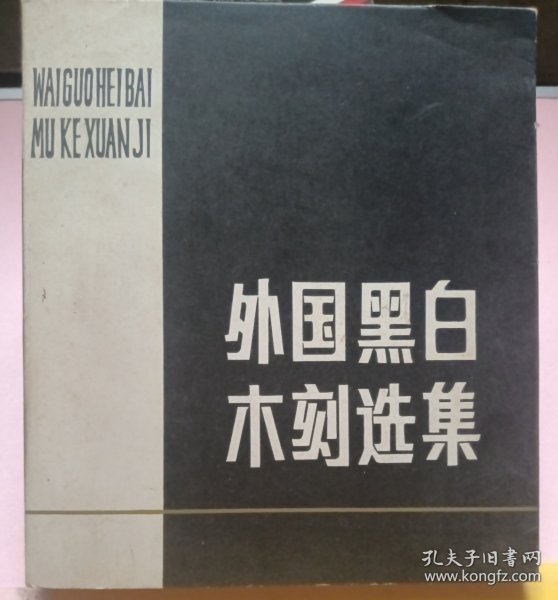 WAI GUO HEI BAI
MU KE XUAN JI
外国黑白
木刻选集
孔夫子旧书网
www.kongfz.com